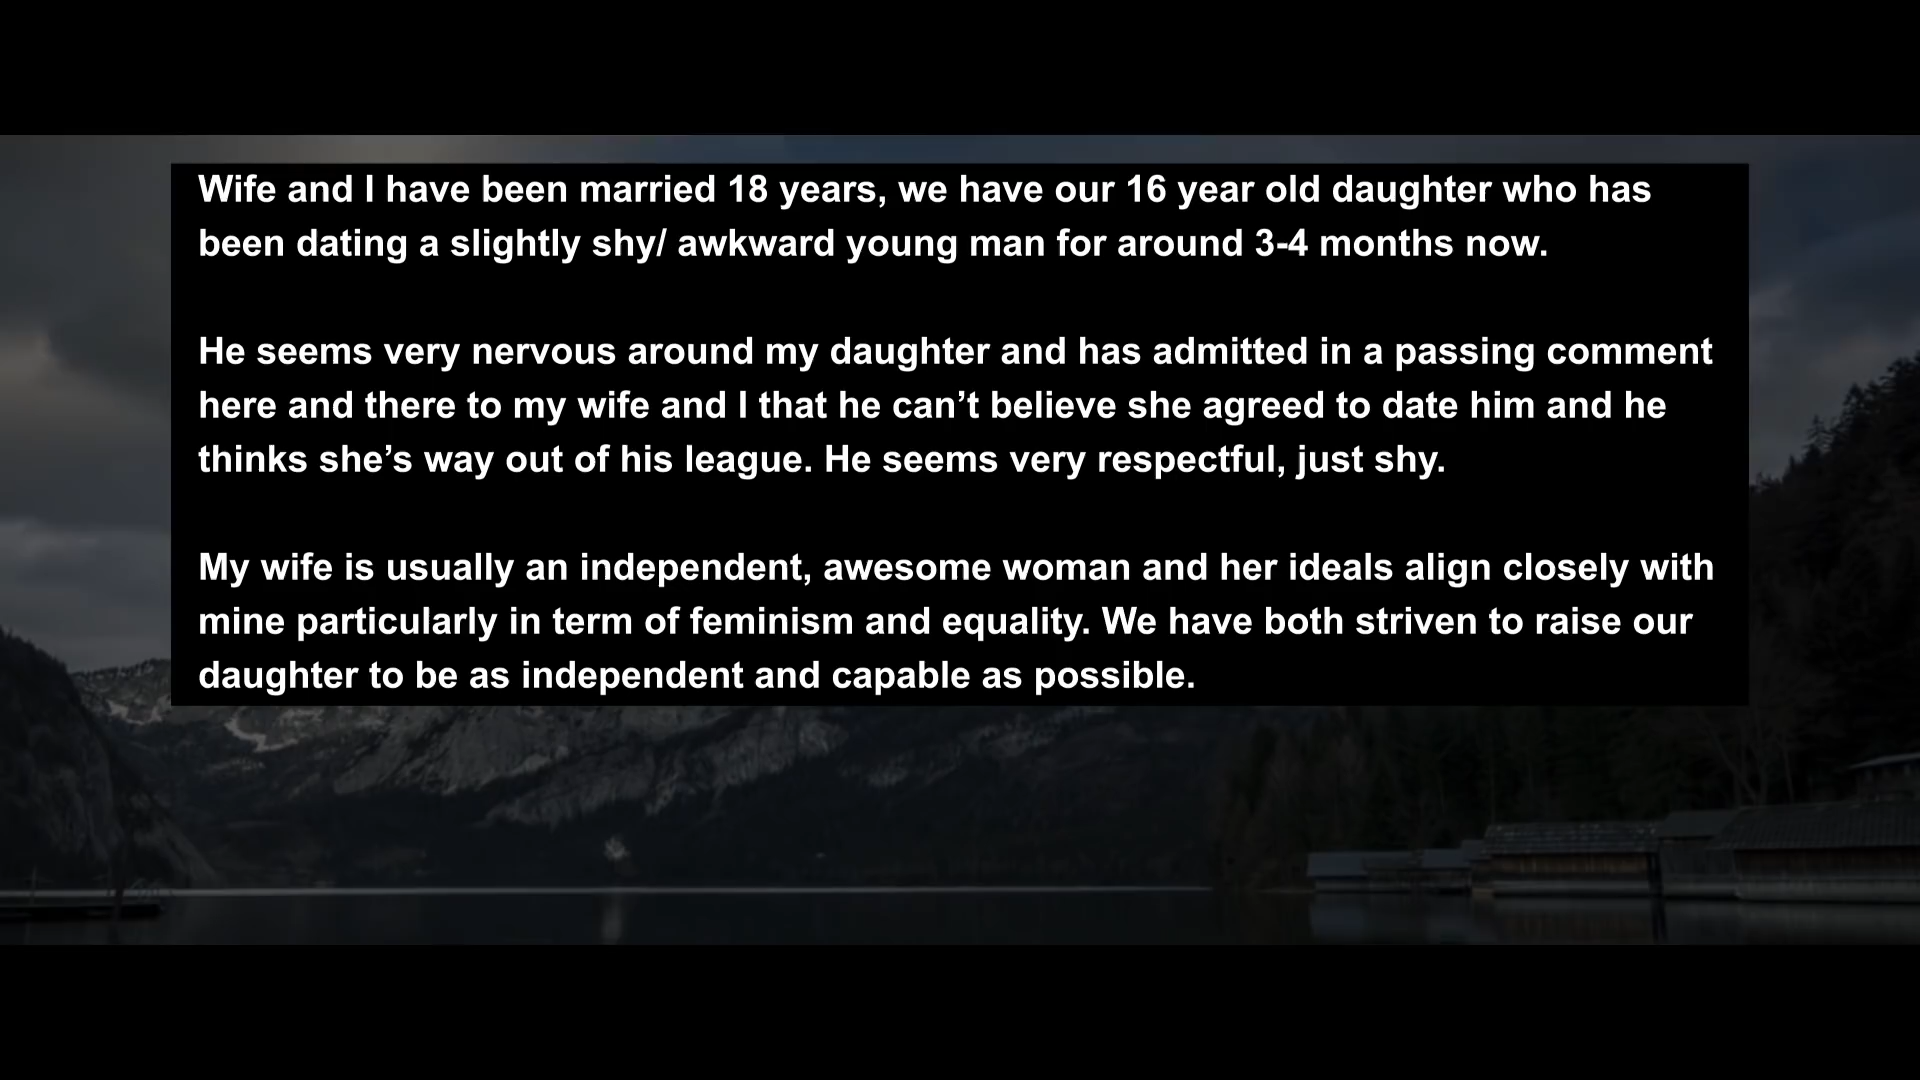 Wife and I have been married 18 years, we have our 16 year old daughter who has
been dating a slightly shy/ awkward young man for around 3-4 months now.
He seems very nervous around my daughter and has admitted in a passing comment
here and there to my wife and I that he can’t believe she agreed to date him and he
thinks she’s way out of his league. He seems very respectful, just shy.
My wife is usually an independent, awesome woman and her ideals align closely with
mine particularly in term of feminism and equality. We have both striven to raise our
daughter to be as independent and capable as possible.